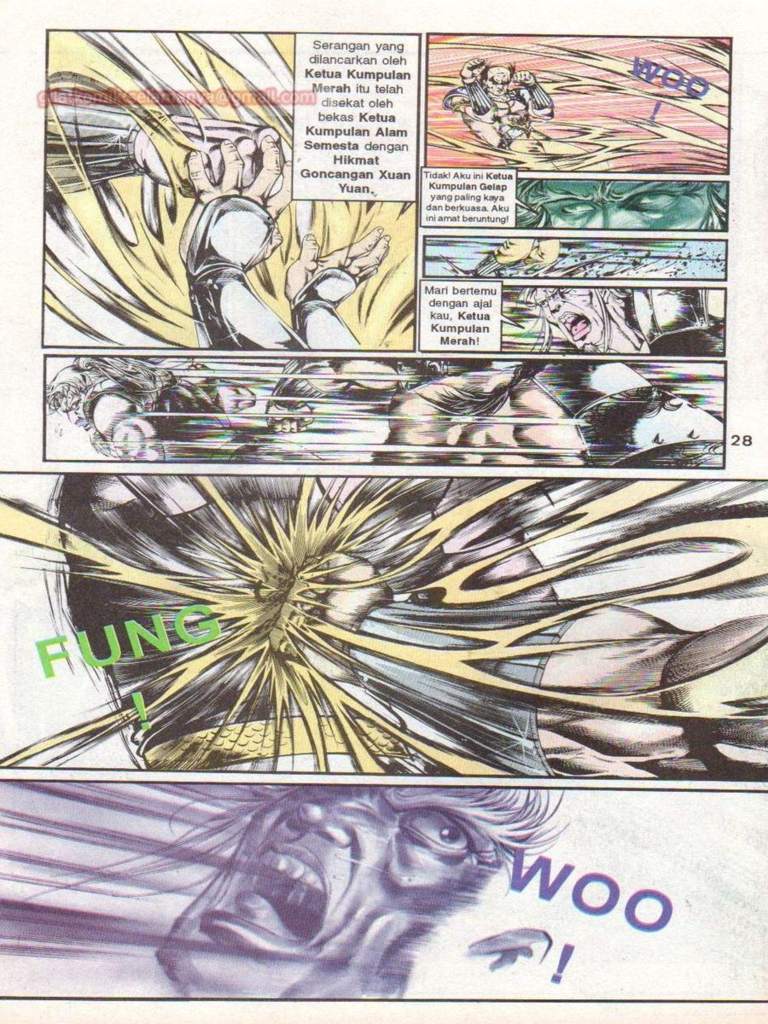 Serangan yang
dilancarkan oleh
Ketua Kumpulan
Merah itu telah
disekat oleh
bekas Ketua
Kumpulan Alam
Semesta dengan
Hikmat
Goncangan Xuan
Yuan.
WOO
!
Tidak! Aku ini Ketua
Kumpulan Gelap
yang paling kaya
dan berkuasa. Aku
ini amat beruntung!
Mari bertemu
dengan ajal
kau, Ketua
Kumpulan
Merah!
28
FUNG
!
WOO
!